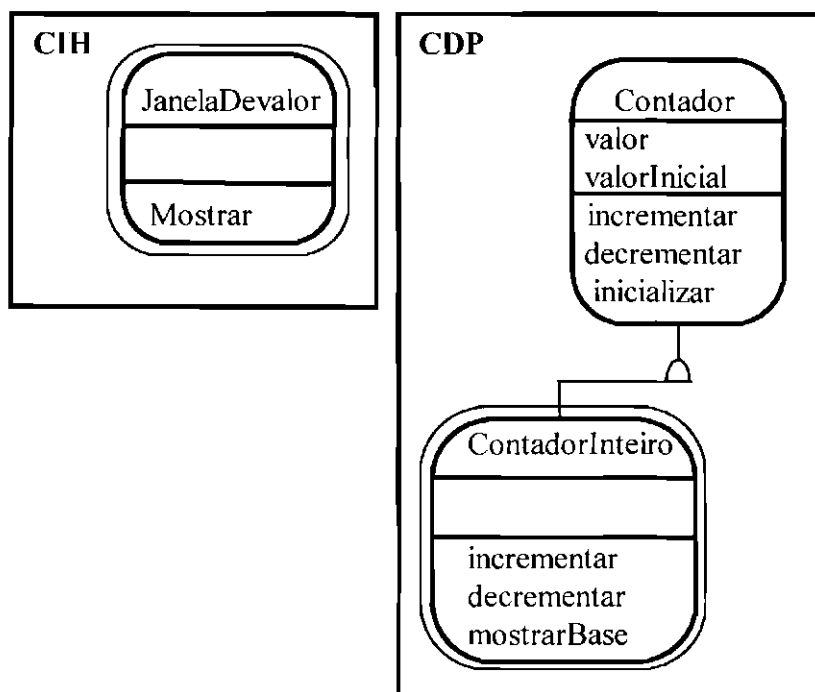 CIH
JanelaDevalor
Mostrar
CDP
Contador
valor
valorInicial
incrementar
decrementar
inicializar
ContadorInteiro
incrementar
decrementar
mostrarBase